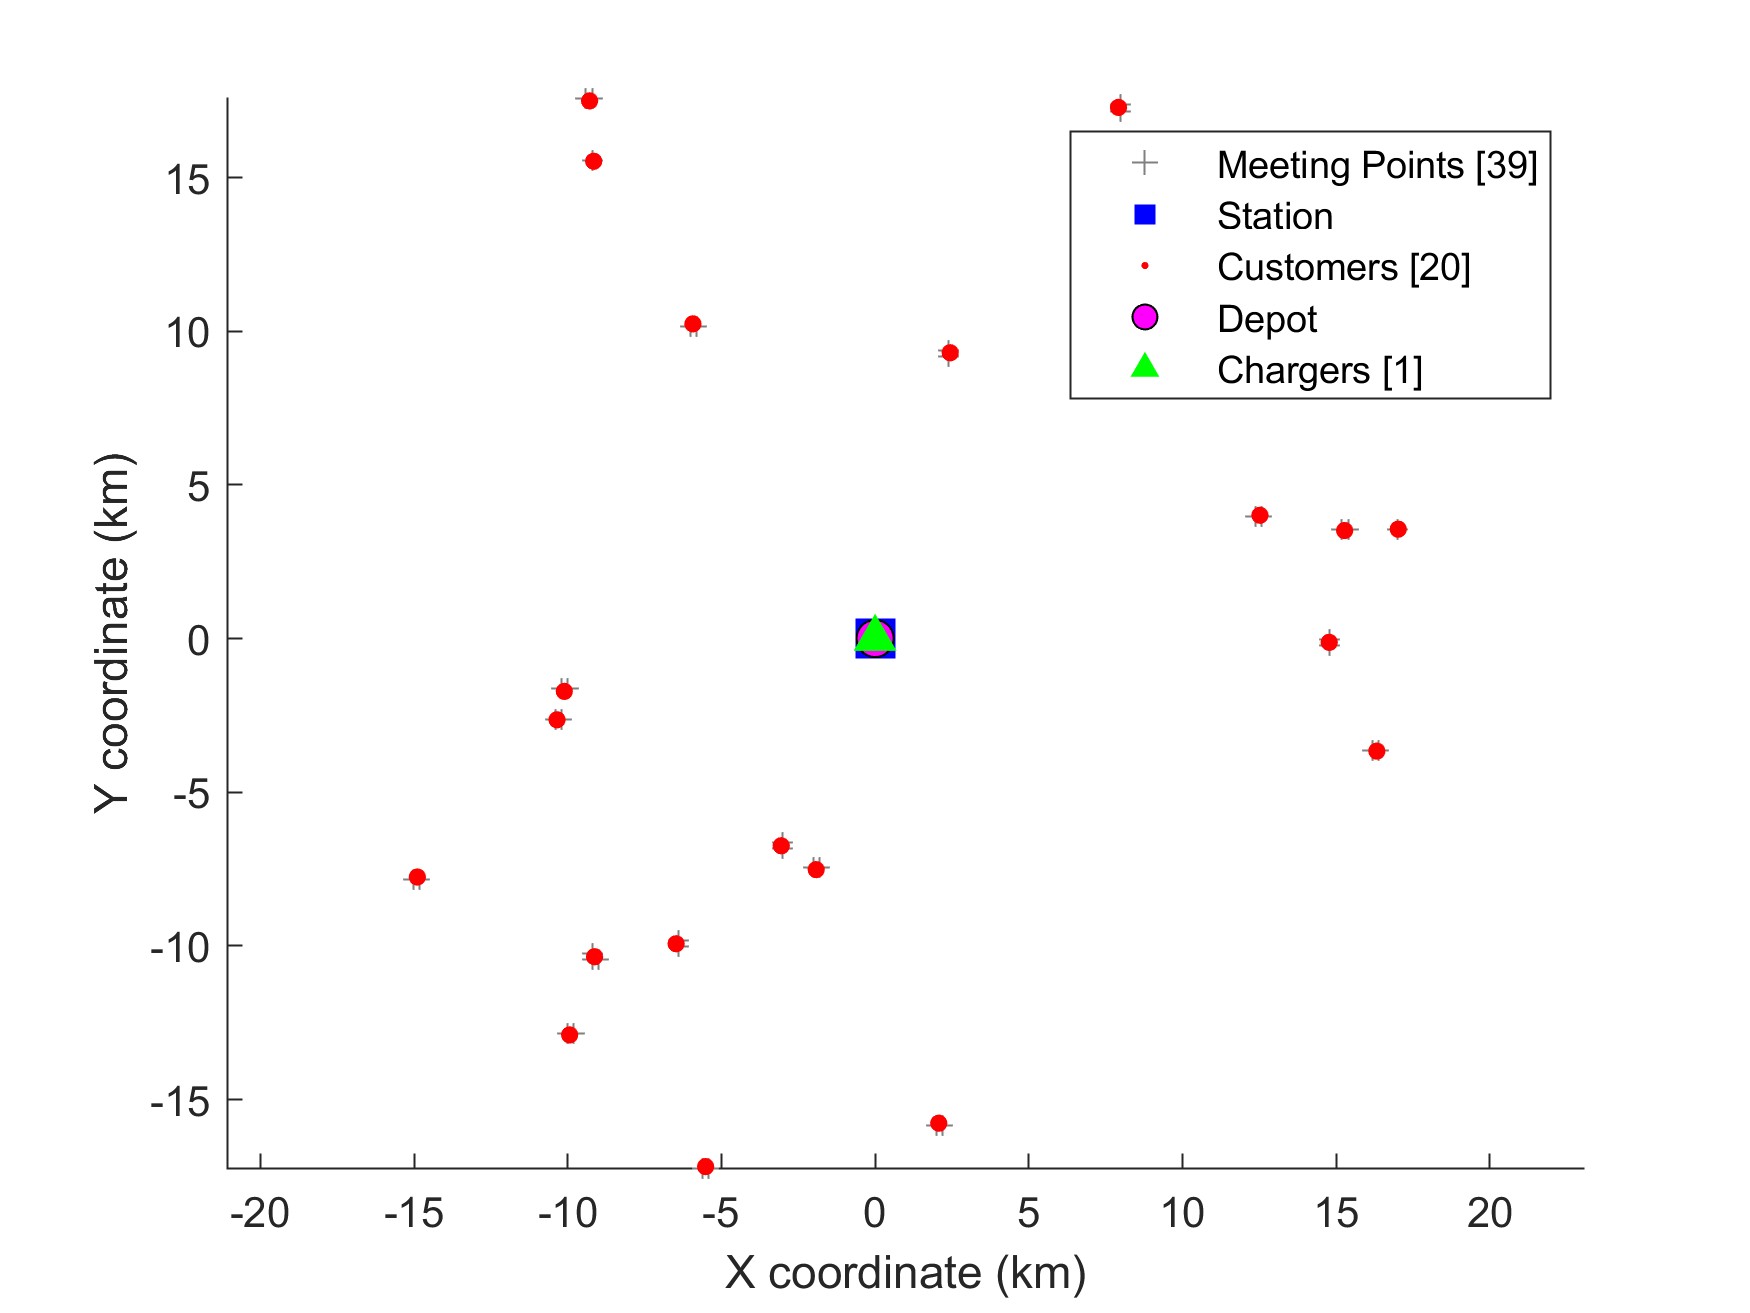 15
10
5
0
-5
-10
-15
Y coordinate (km)
Meeting Points [39]
Station
Customers [20]
Depot
Chargers [1]
-20 -15 -10 -5 0 5 10 15 20
X coordinate (km)